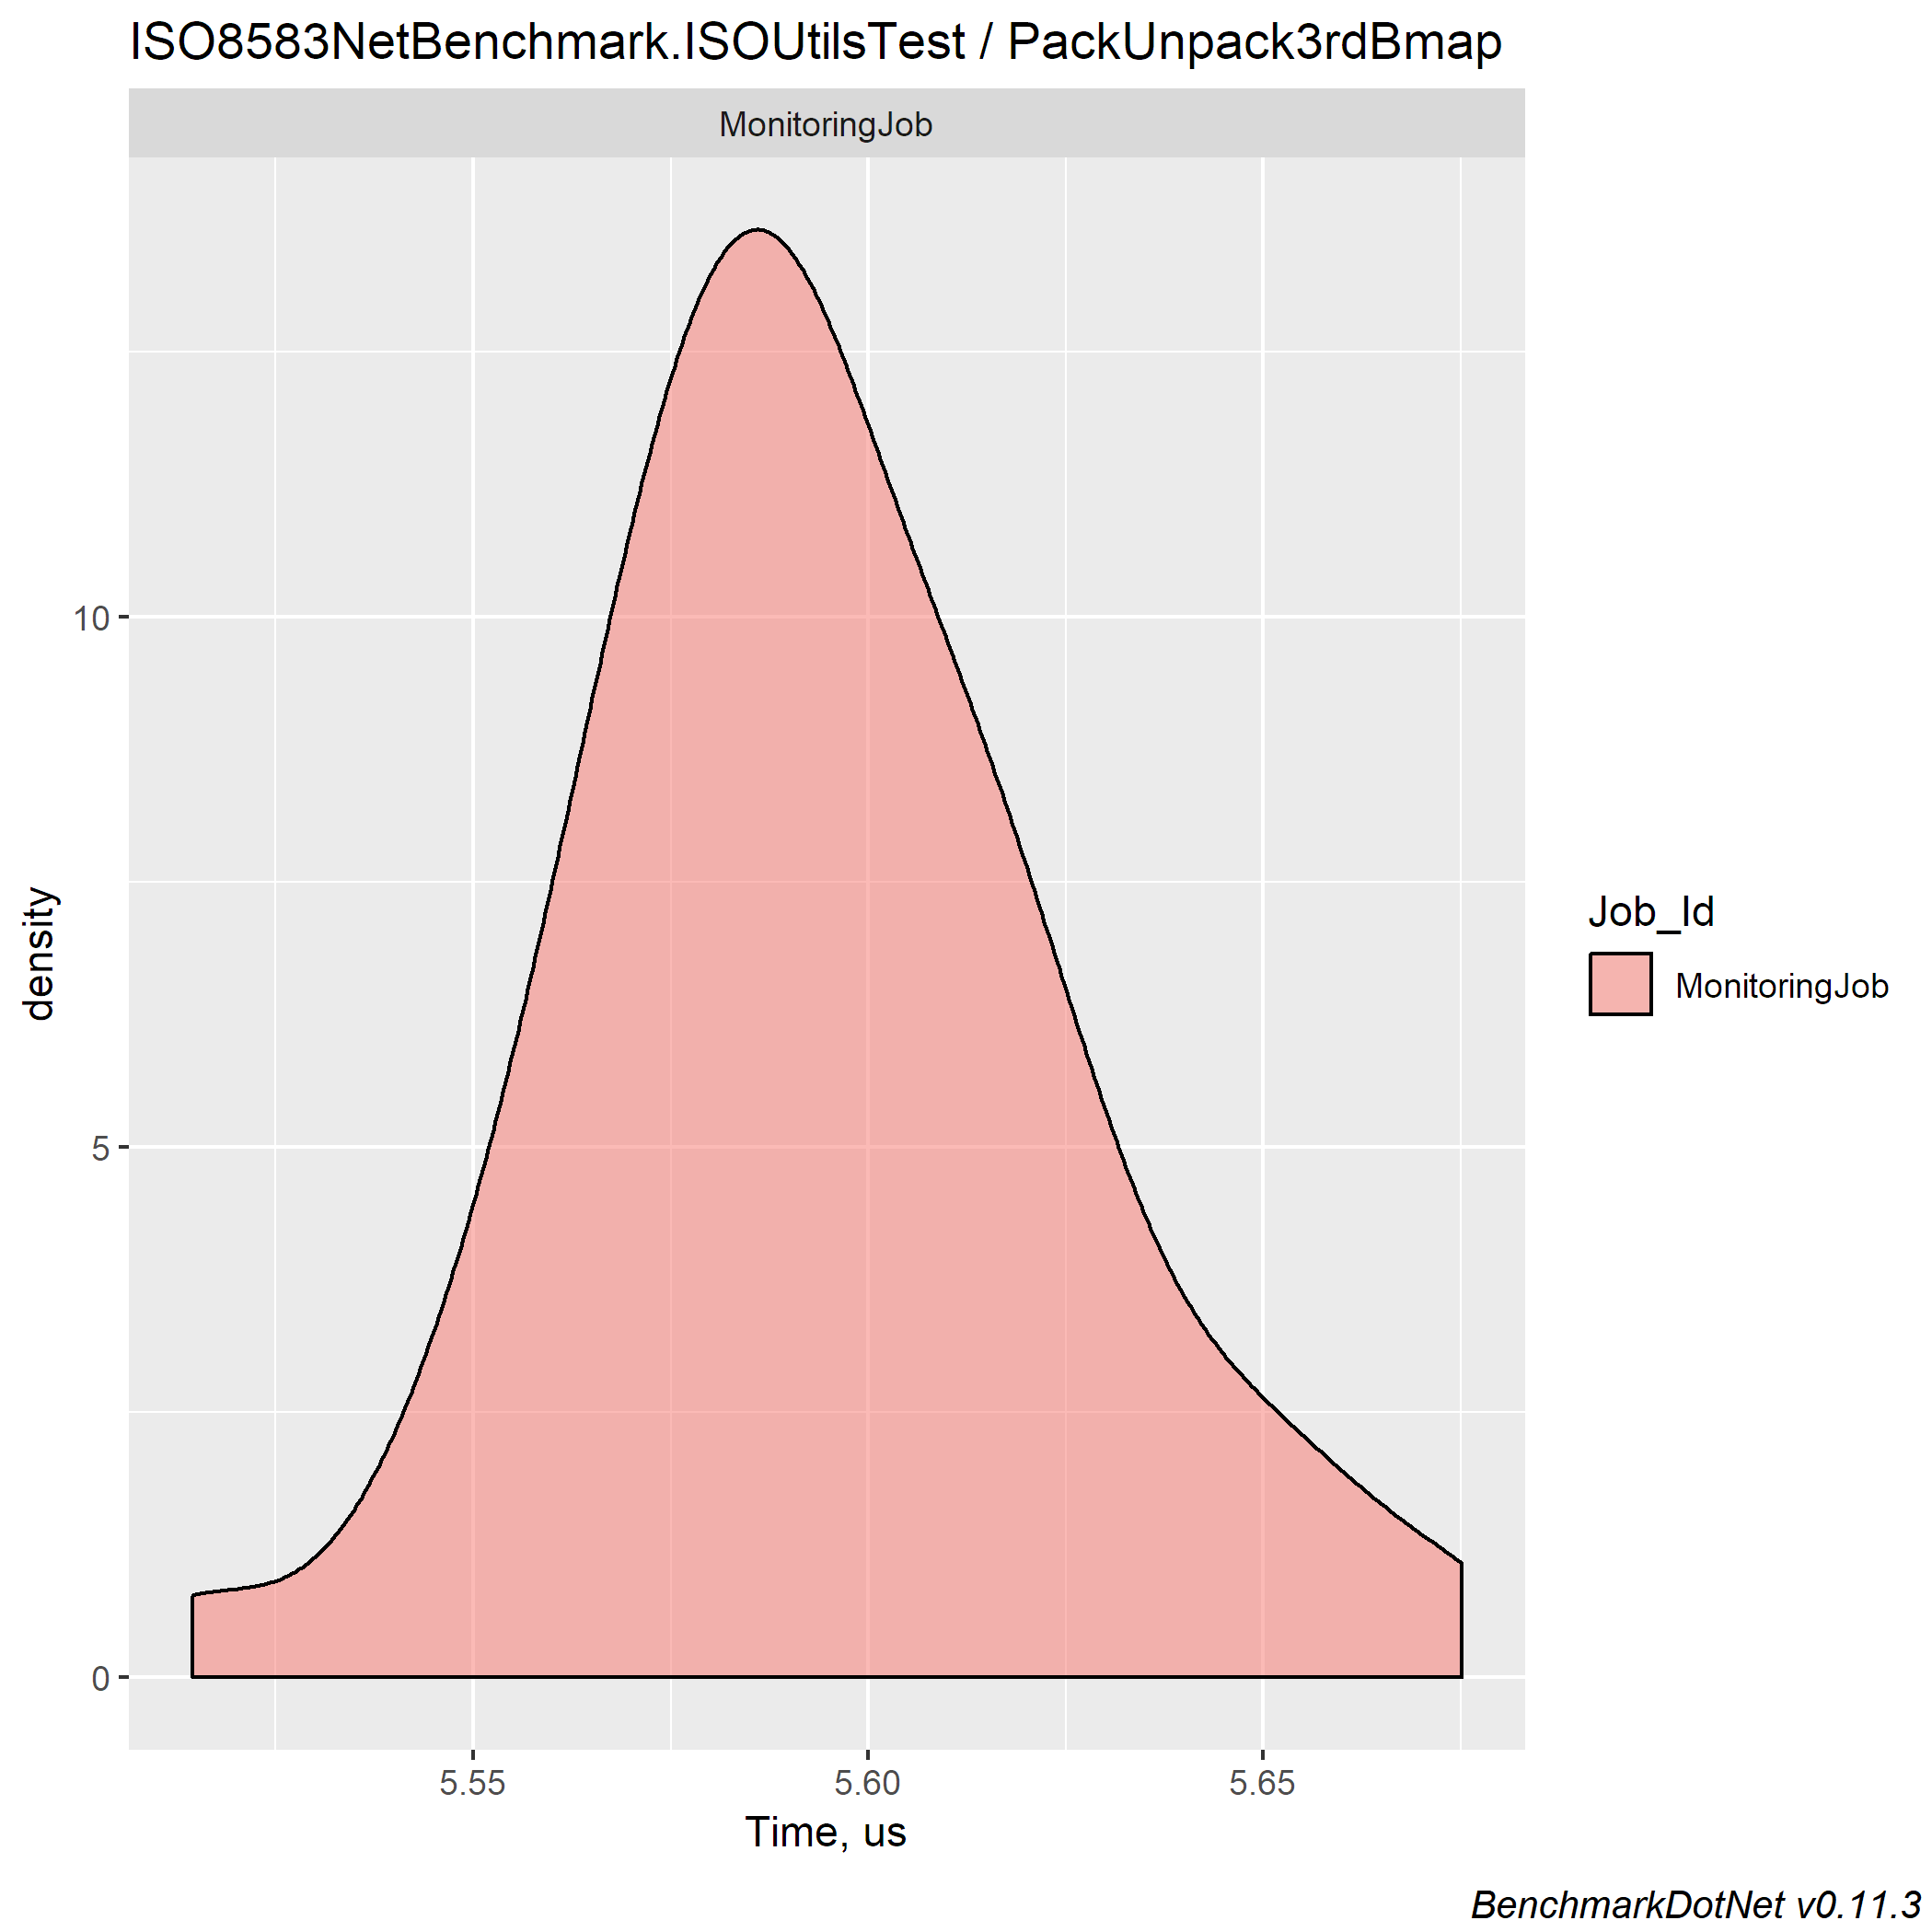 ISO8583NetBenchmark.ISOUtilsTest / PackUnpack3rdBmap
MonitoringJob
10
5
0
density
5.55 5.60 5.65
Time, us
Job_Id
MonitoringJob
BenchmarkDotNet v0.11.3